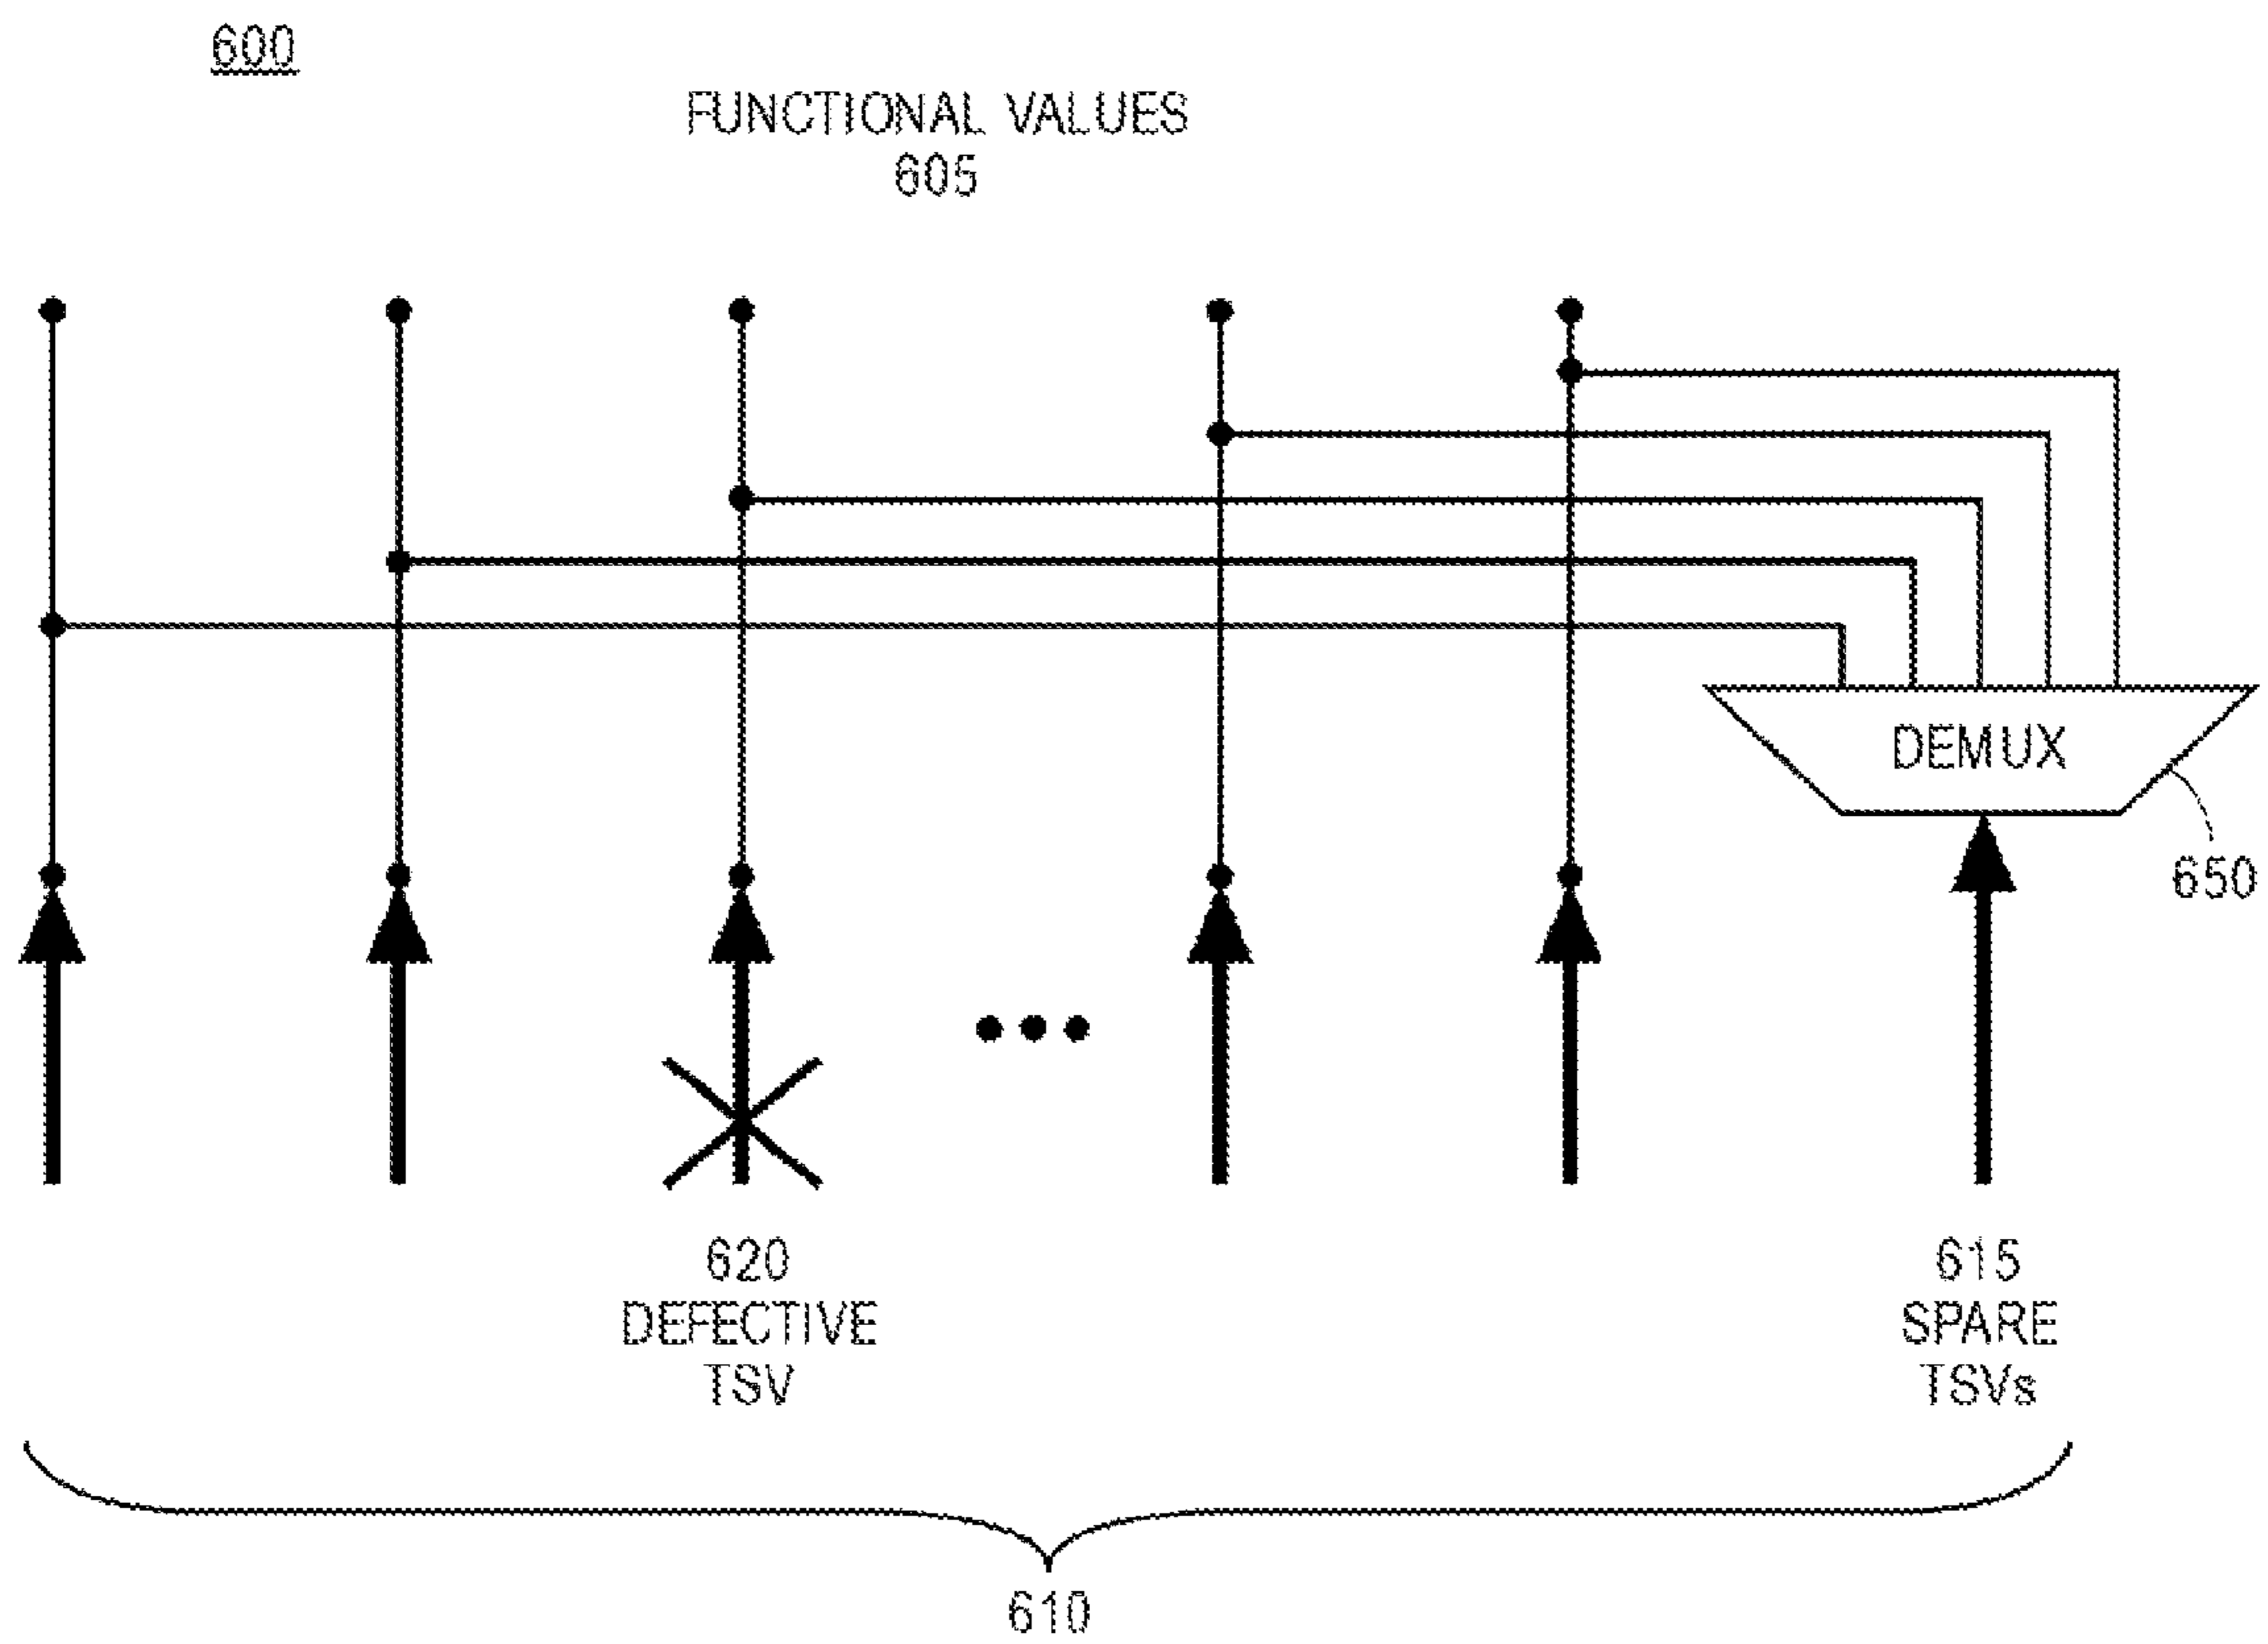 600
FUNCTIONAL VALUES
605
DEMUX
650
620
DEFECTIVE
TSV
615
SPARE
TSVs
610